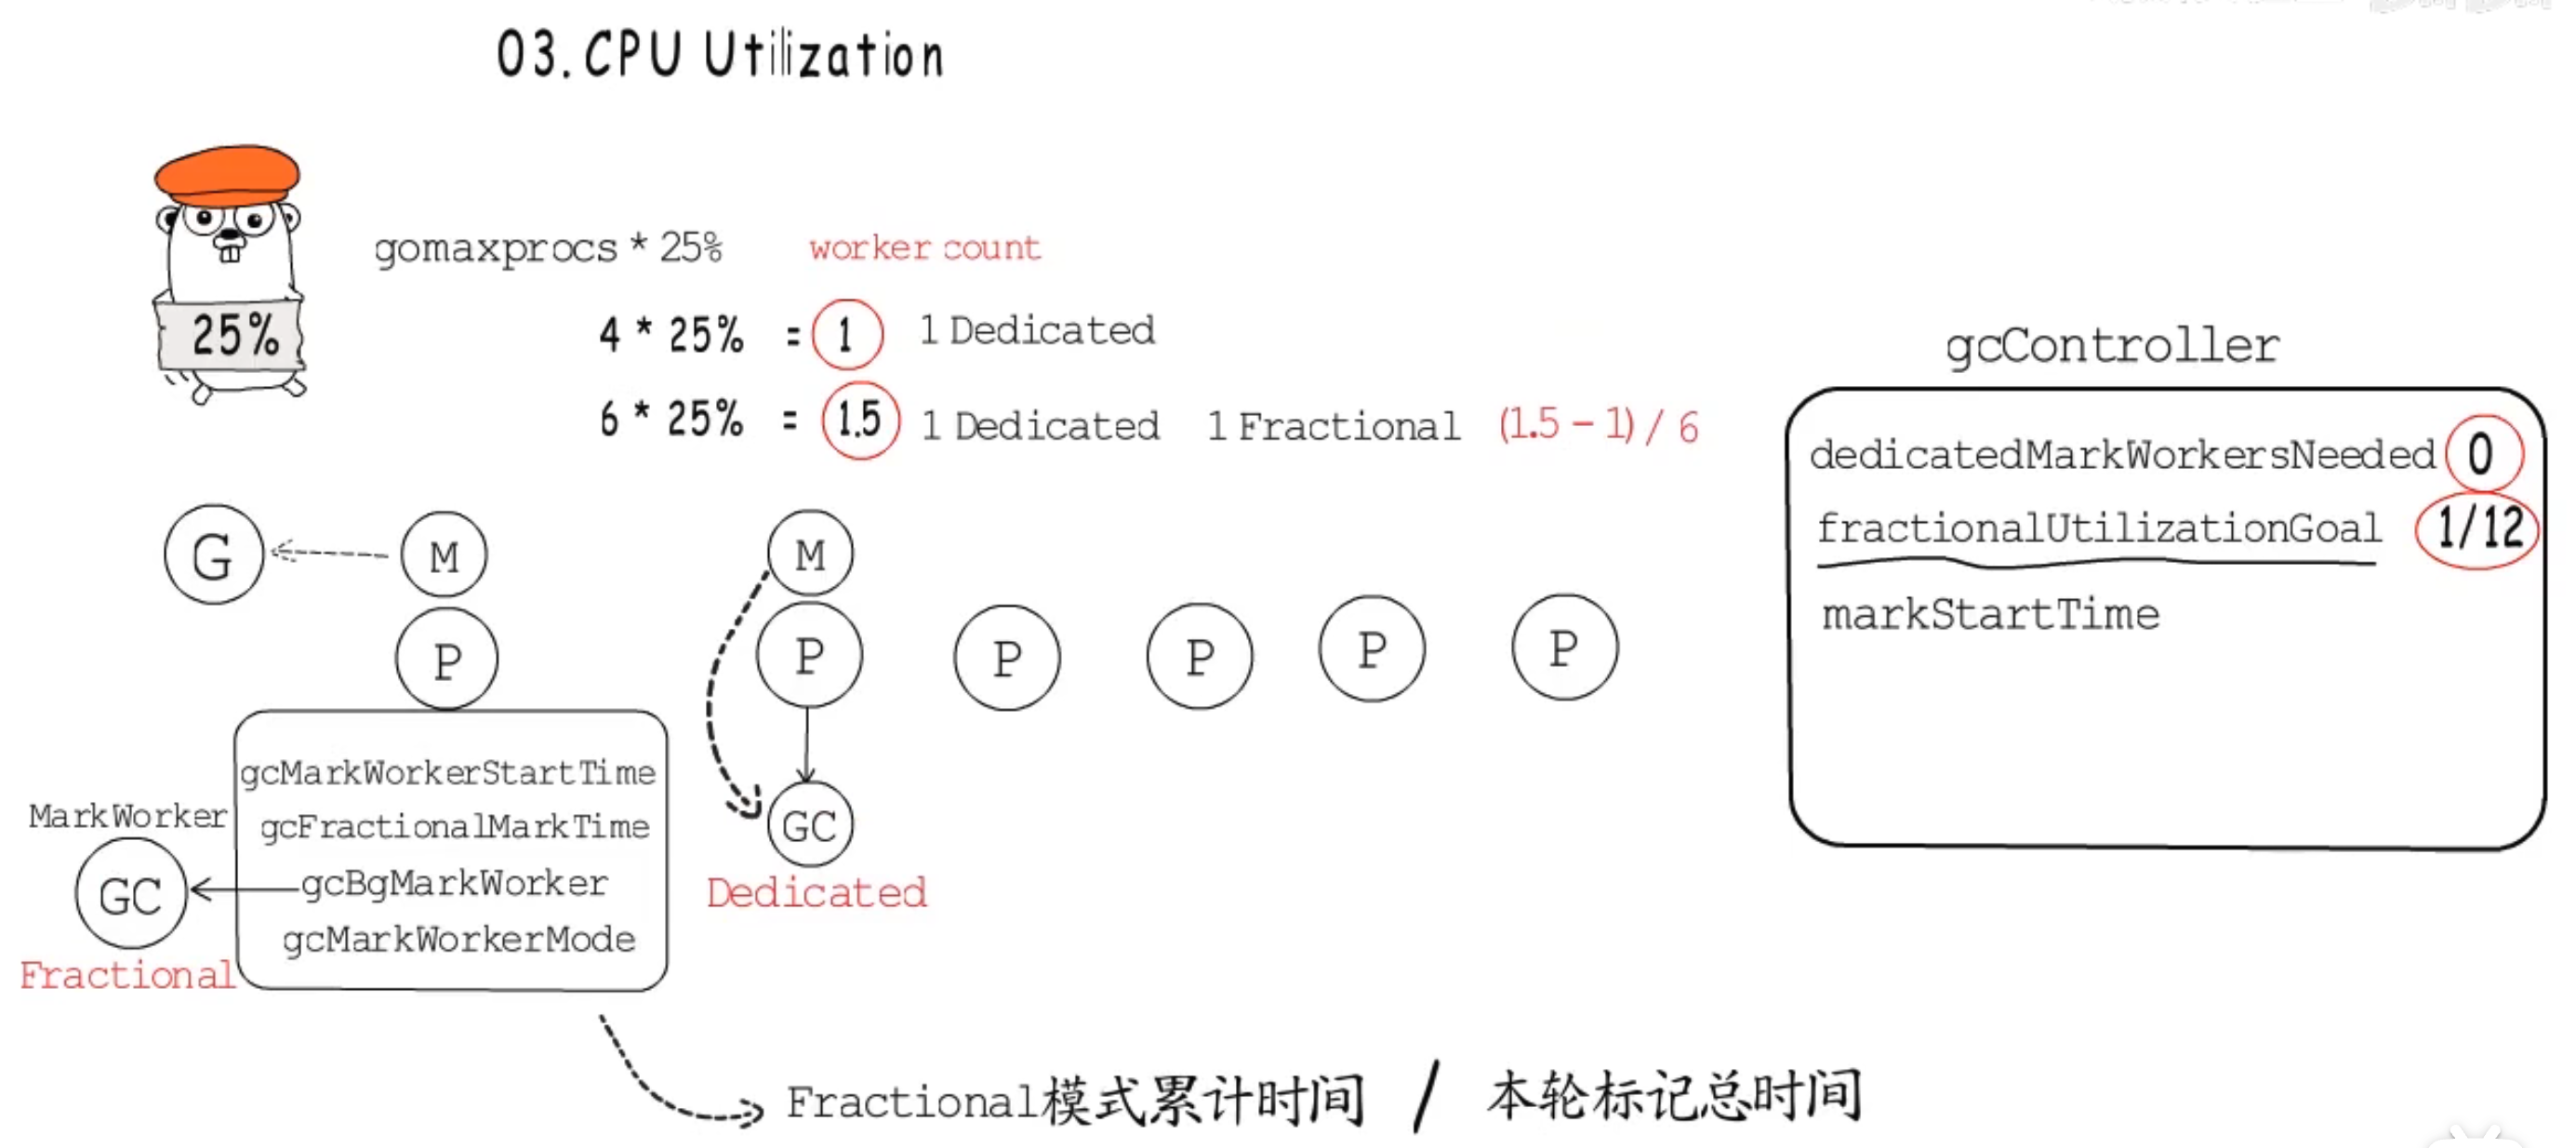 03. CPU Utilization
25%
gomaxprocs * 25% worker count
4 * 25% = 1 1 Dedicated
6 * 25% = 1.5 1 Dedicated 1 Fractional (1.5 - 1) / 6
gcController
dedicatedMarkWorkersNeeded 0
fractionalUtilizationGoal 1/12
markStartTime
G M M
P P P P P P
gcMarkWorkerStartTime
gcFractionalMarkTime
gcBgMarkWorker
gcMarkWorkerMode
MarkWorker
GC
Fractional
GC
Dedicated
Fractional模式累计时间 / 本轮标记总时间